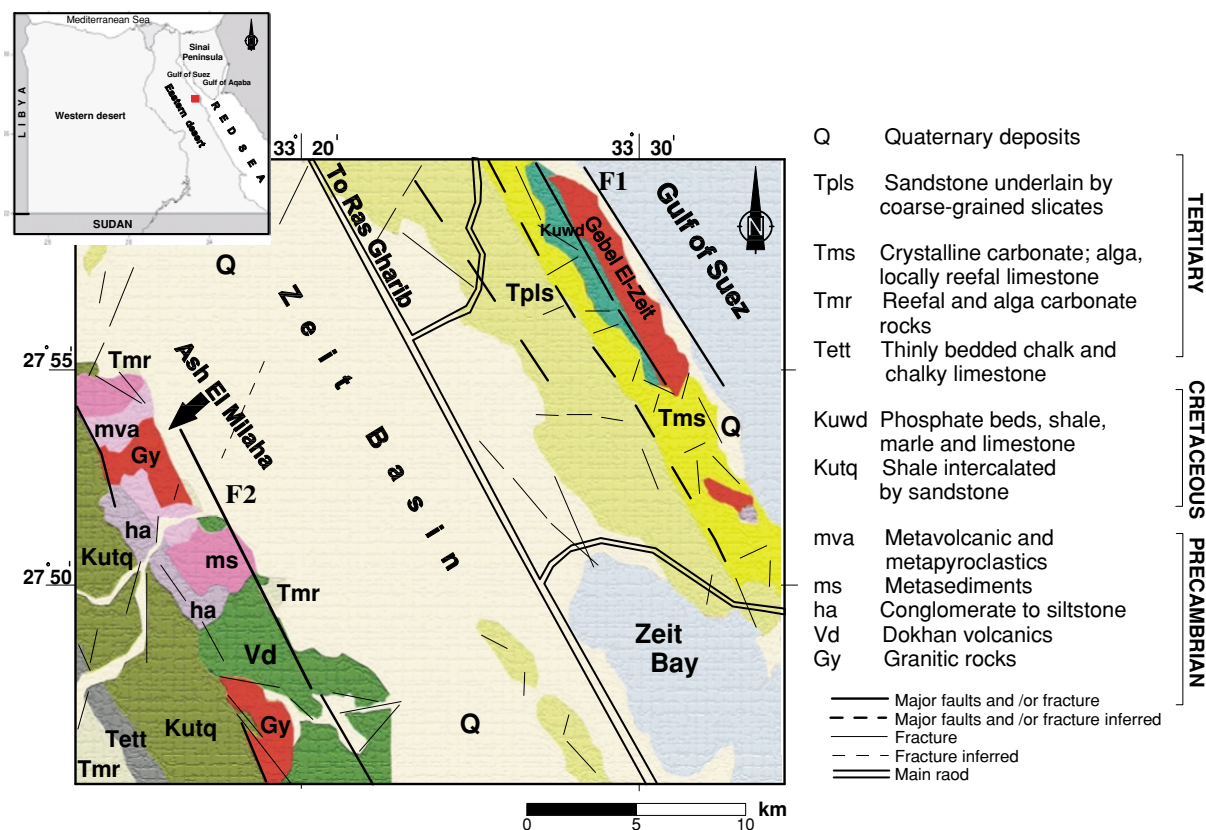 Mediterranean Sea
N
Sinai
Peninsula
Gulf of Suez
Gulf of Aqaba
LIBYA
Western desert
Eastern desert
RED SEA
SUDAN
33° 20'
33° 30'
27°55'
27°50'
To Ras Gharib
F1
N
Gulf of Suez
Kuwd
Gebel El-Zeit
Q
Zeit Basin
Tpls
Tmr
Ash El Milaha
mva
Gy
Tms
Q
F2
ha
Kutq
ms
Tmr
ha
Zeit
Bay
Vd
Kutq
Gy
Q
Tett
Tmr
0 5 10 km
Q Quaternary deposits
Tpls Sandstone underlain by
coarse-grained slicates
Tms Crystalline carbonate; alga,
locally reefal limestone
Tmr Reefal and alga carbonate
rocks
Tett Thinly bedded chalk and
chalky limestone
TERTIARY
Kuwd Phosphate beds, shale,
marle and limestone
Kutq Shale intercalated
by sandstone
CRETACEOUS
mva Metavolcanic and
metapyroclastics
ms Metasediments
ha Conglomerate to siltstone
Vd Dokhan volcanics
Gy Granitic rocks
PRECAMBRIAN
Major faults and /or fracture
Major faults and /or fracture inferred
Fracture
Fracture inferred
Main raod